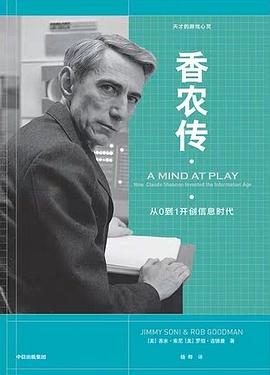 天才的游戏心灵
香农传
A MIND AT PLAY
How Claude Shannon Invented the Information Age
从0到1开创信息时代
JIMMY SONI & ROB GOODMAN
[美] 吉米·索尼 [美] 罗伯·古德曼 著
杨晔 译
中信出版集团